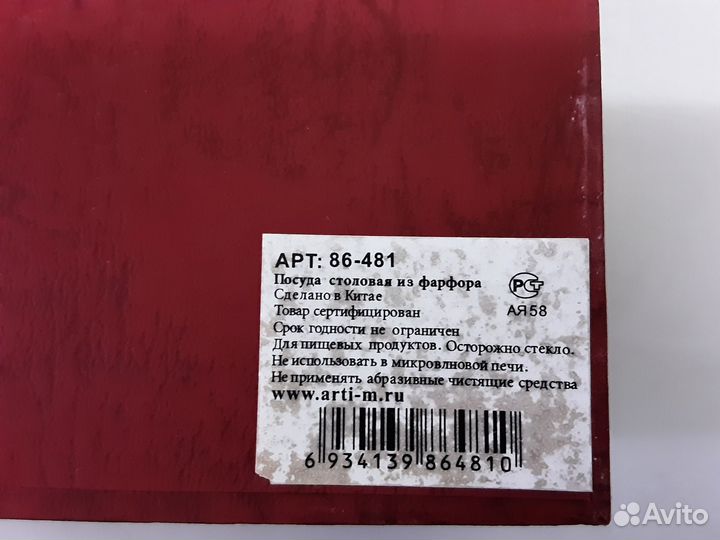 АРТ: 86-481
Посуда столовая из фарфора
Сделано в Китае
Товар сертифицирован
Срок годности не ограничен
Для пищевых продуктов. Осторожно стекло.
Не использовать в микровлновой печи.
Не применять абразивные чистящие средства
www.arti-m.ru
РСТ
АЯ58
6 934139 864810
Avito